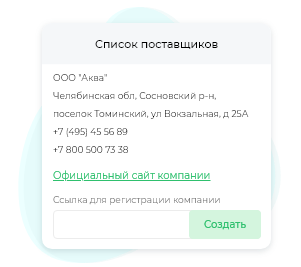 Список поставщиков
ООО "Аква"
Челябинская обл, Сосновский р-н,
поселок Томинский, ул Вокзальная, д 25А
+7 (495) 45 56 89
+7 800 500 73 38
Официальный сайт компании
Ссылка для регистрации компании
Создать